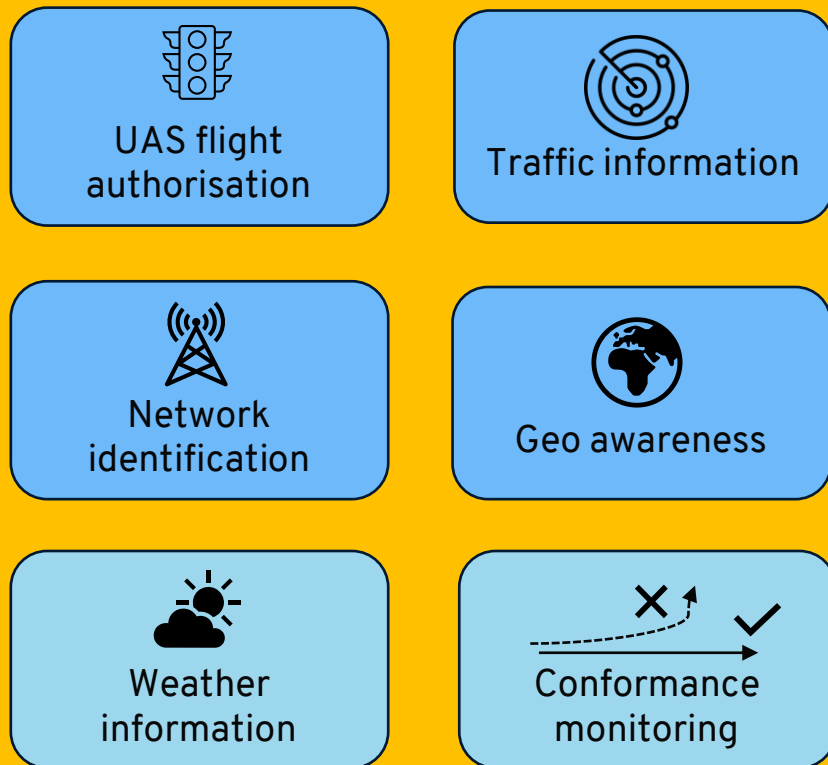 UAS flight
authorisation
Traffic information
Network
identification
Geo awareness
Weather
information
Conformance
monitoring